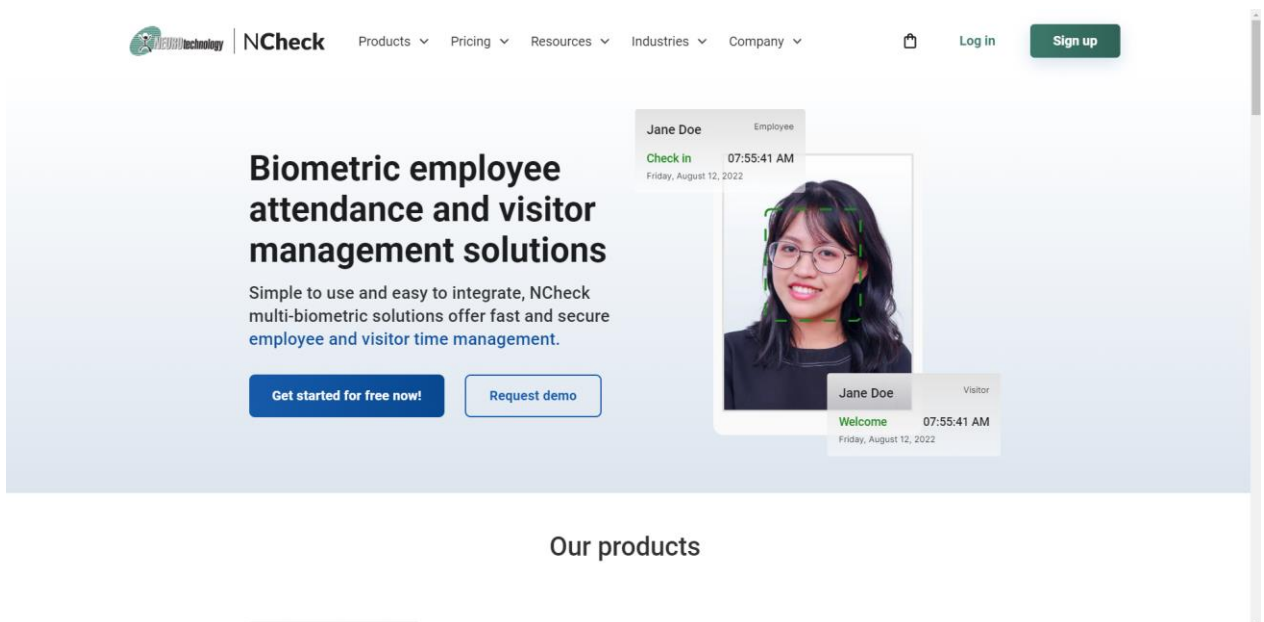 NEUROtechnology | NCheck
Products
Pricing
Resources
Industries
Company
Log in
Sign up
Biometric employee
attendance and visitor
management solutions
Simple to use and easy to integrate, NCheck
multi-biometric solutions offer fast and secure
employee and visitor time management.
Get started for free now!
Request demo
Jane Doe Employee
Check in 07:55:41 AM
Friday, August 12, 2022
Jane Doe Visitor
Welcome 07:55:41 AM
Friday, August 12, 2022
Our products